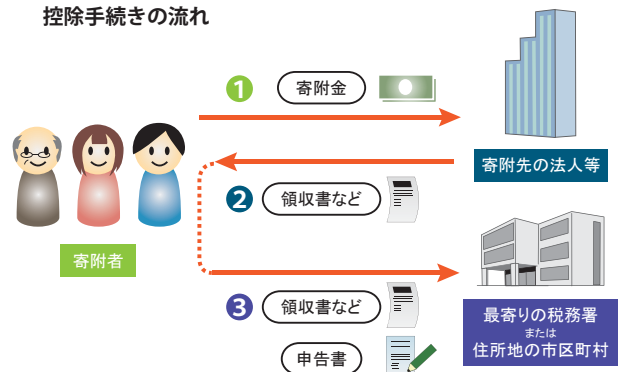 控除手続きの流れ
1 寄附金
寄附先の法人等
2 領収書など
寄附者
3 領収書など
最寄りの税務署
または
住所地の市区町村
申告書